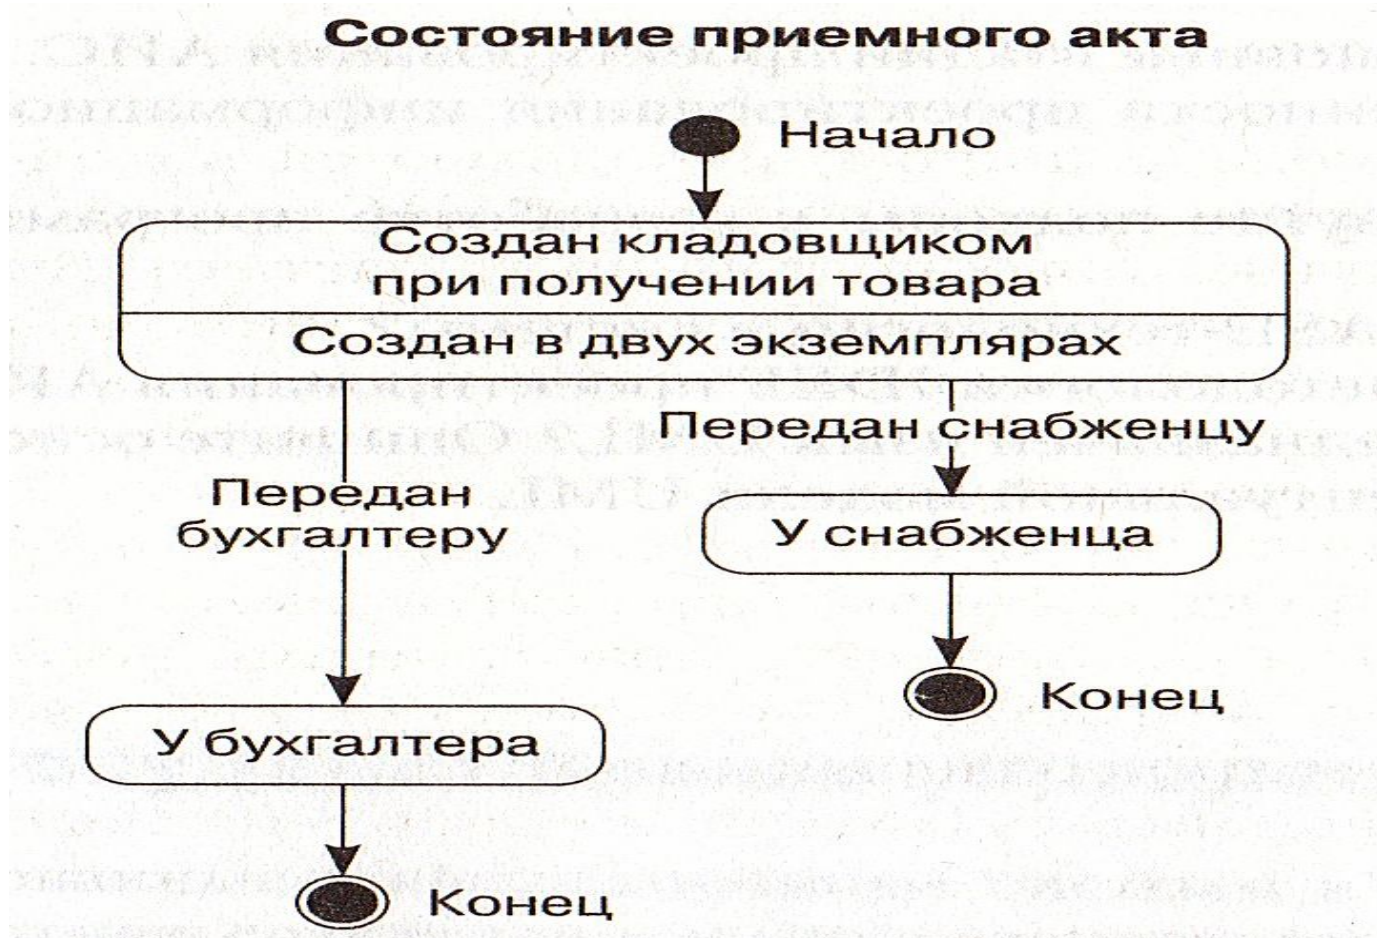 Состояние приемного акта
Начало
Создан кладовщиком
при получении товара
Создан в двух экземплярах
Передан снабженцу
Передан
бухгалтеру
У снабженца
Конец
У бухгалтера
Конец